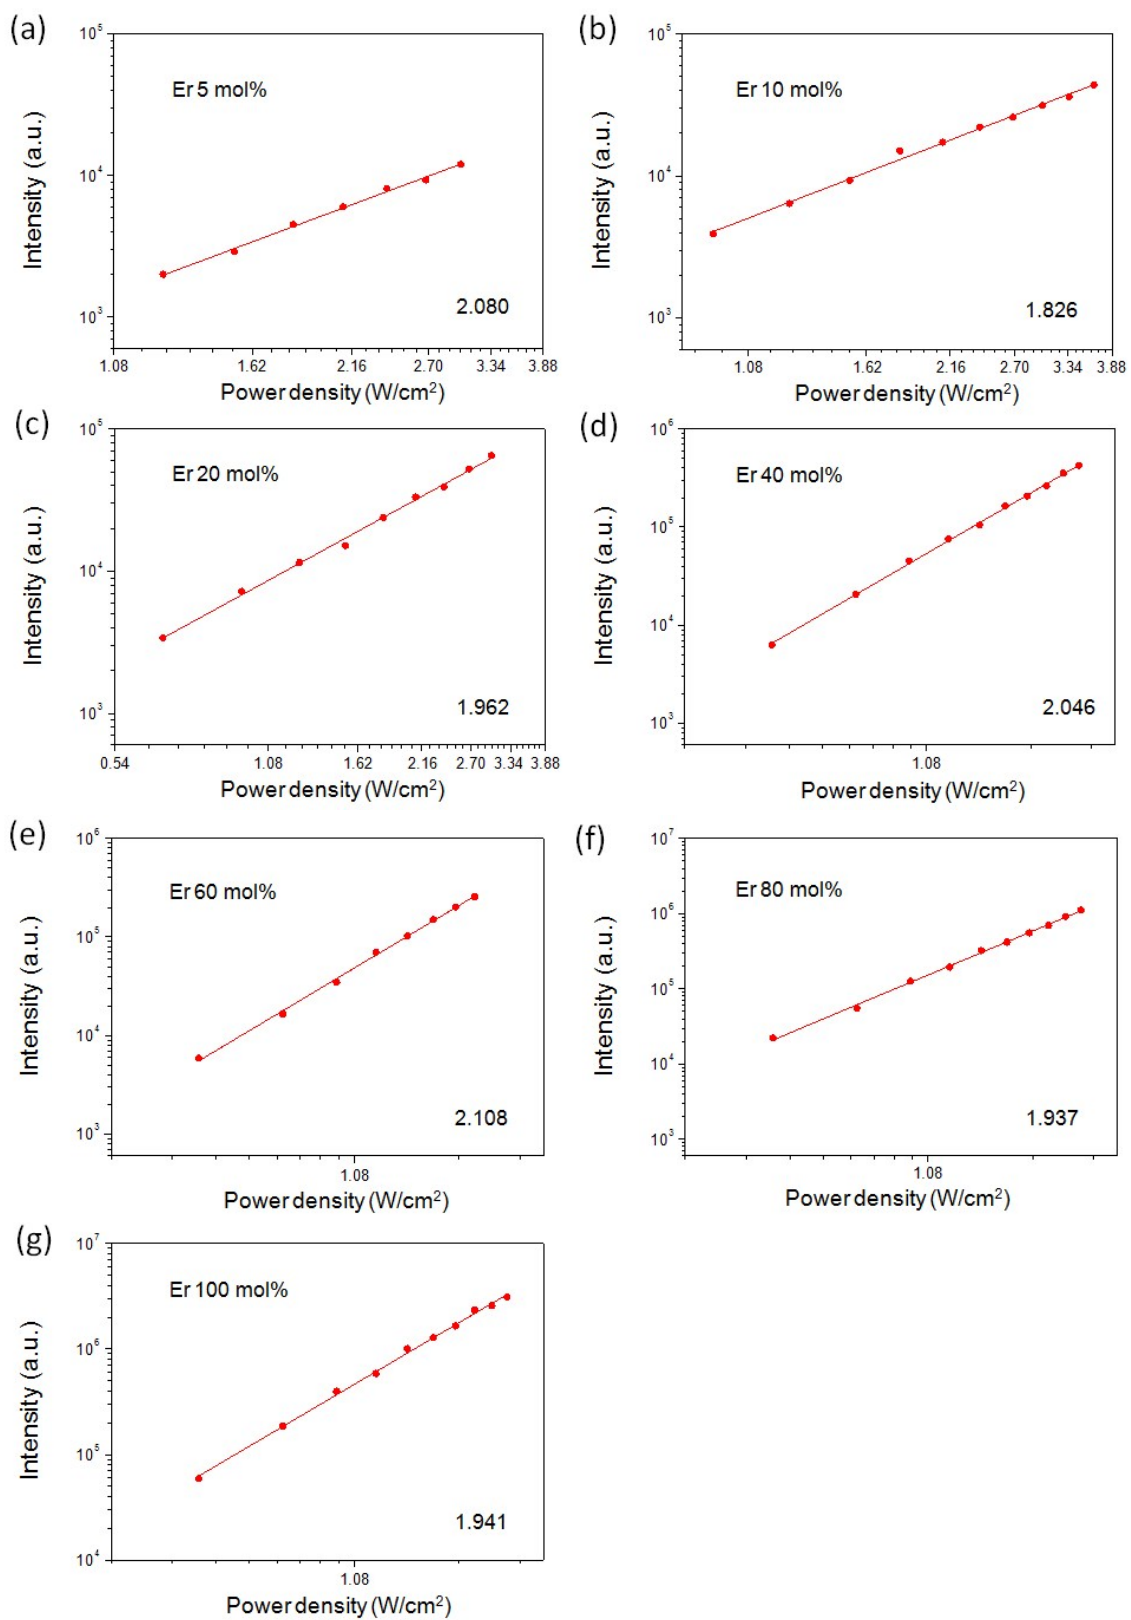 (a)
10⁵
Er 5 mol%
10⁴
10³
2.080
Intensity (a.u.)
1.08 1.62 2.16 2.70 3.34 3.88
Power density (W/cm²)
(b)
10⁵
Er 10 mol%
10⁴
10³
1.826
Intensity (a.u.)
1.08 1.62 2.16 2.70 3.34 3.88
Power density (W/cm²)
(c)
10⁵
Er 20 mol%
10⁴
10³
1.962
Intensity (a.u.)
0.54 1.08 1.62 2.16 2.70 3.34 3.88
Power density (W/cm²)
(d)
10⁶
Er 40 mol%
10⁵
10⁴
10³
2.046
Intensity (a.u.)
1.08
Power density (W/cm²)
(e)
10⁶
Er 60 mol%
10⁵
10⁴
10³
2.108
Intensity (a.u.)
1.08
Power density (W/cm²)
(f)
10⁷
Er 80 mol%
10⁶
10⁵
10⁴
10³
1.937
Intensity (a.u.)
1.08
Power density (W/cm²)
(g)
10⁷
Er 100 mol%
10⁶
10⁵
10⁴
1.941
Intensity (a.u.)
1.08
Power density (W/cm²)